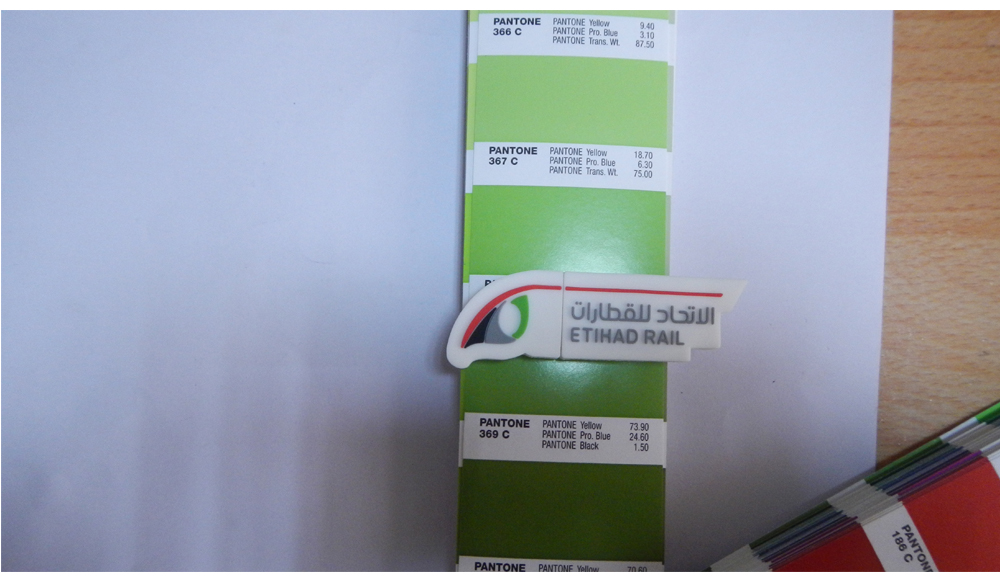 PANTONE
366 C
PANTONE Yellow 9.40
PANTONE Pro. Blue 3.10
PANTONE Trans. Wt. 87.50
PANTONE
367 C
PANTONE Yellow 18.70
PANTONE Pro. Blue 6.30
PANTONE Trans. Wt. 75.00
الاتحاد للقطارات
ETIHAD RAIL
PANTONE
369 C
PANTONE Yellow 73.90
PANTONE Pro. Blue 24.60
PANTONE Black 1.50
PANTONE
186 C
PANTONE
PANTONE Yellow 70.60